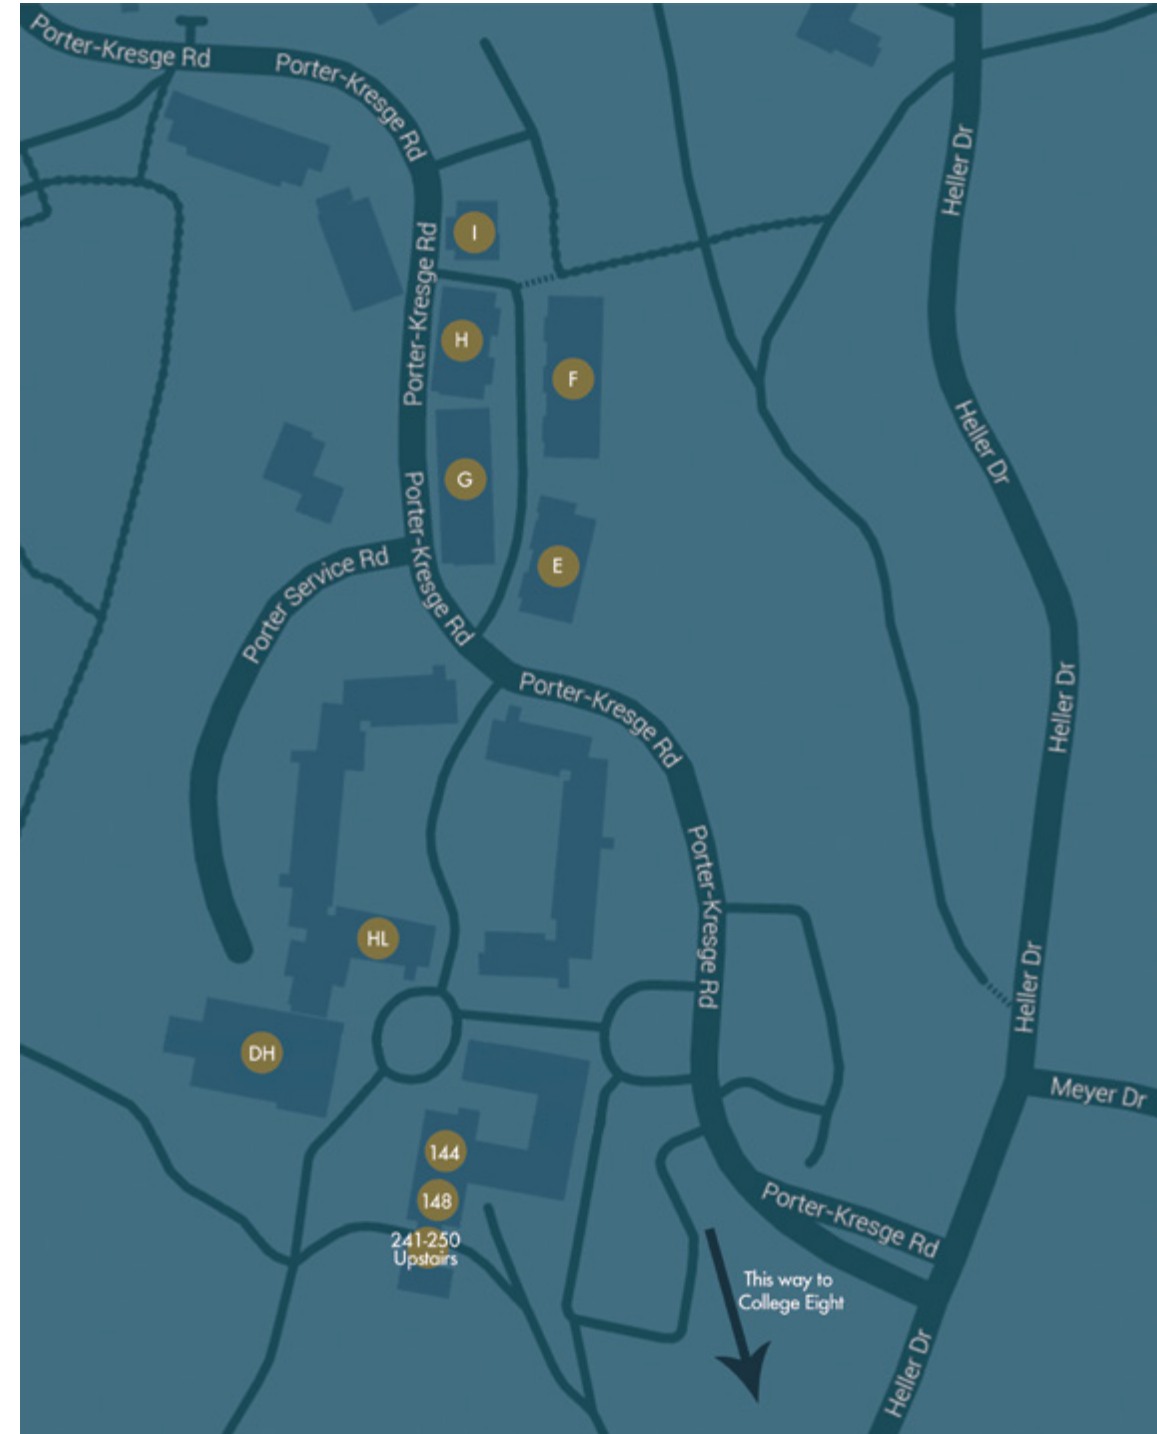 Porter-Kresge Rd
Porter-Kresge Rd
Heller Dr
I
Porter-Kresge Rd
H
F
Heller Dr
G
Porter-Kresge Rd
E
Porter Service Rd
Heller Dr
Porter-Kresge Rd
Porter-Kresge Rd
HL
Heller Dr
DH
Meyer Dr
144
148
Porter-Kresge Rd
241-250
Upstairs
This way to
College Eight
Heller Dr